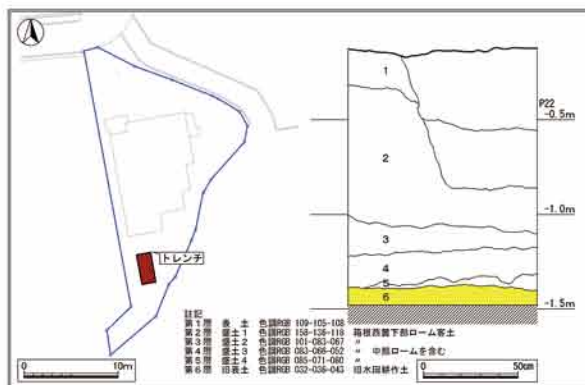 N
トレンチ
0
10m
1
2
3
4
5
6
P22
-0.5m
-1.0m
-1.5m
0
50cm
註記
第1層 表 土 色調RGB 109-105-108
第2層 盛土1 色調RGB 158-136-118 箱根西麓下部ローム客土
第3層 盛土2 色調RGB 101-083-067 〃
第4層 盛土3 色調RGB 083-066-052 〃 中部ロームを含む
第5層 盛土4 色調RGB 085-071-060 〃
第6層 旧表土 色調RGB 032-036-043 旧水田耕作土